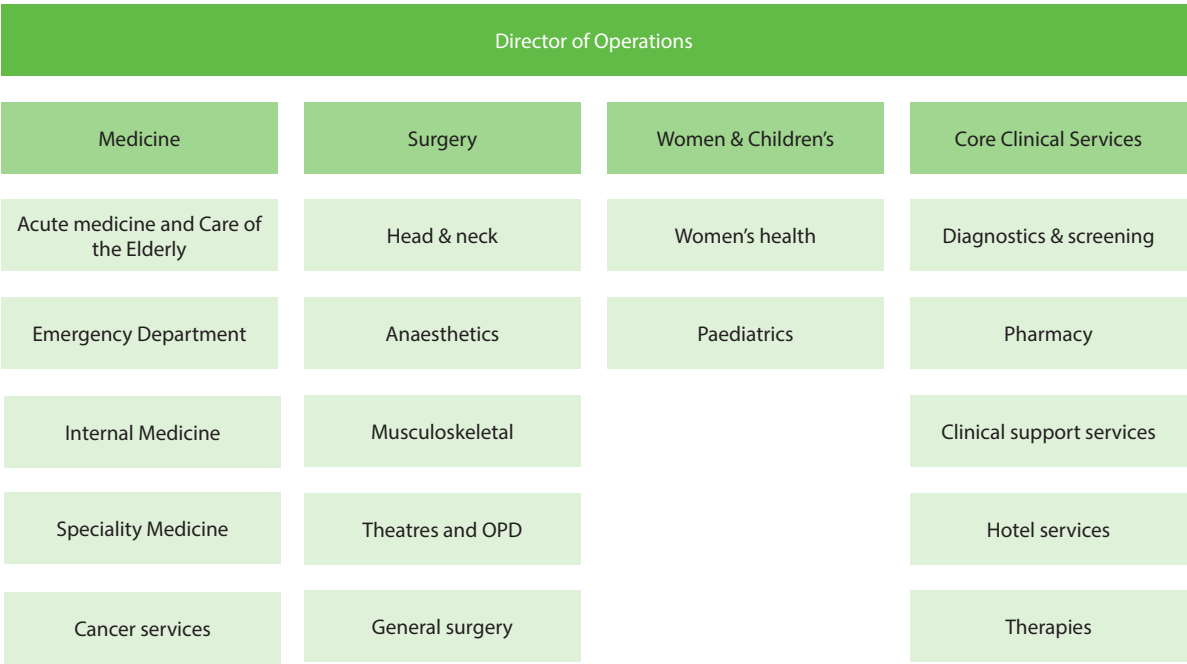 Director of Operations
Medicine
Surgery
Women & Children’s
Core Clinical Services
Acute medicine and Care of
the Elderly
Head & neck
Women’s health
Diagnostics & screening
Emergency Department
Anaesthetics
Paediatrics
Pharmacy
Internal Medicine
Musculoskeletal
Clinical support services
Speciality Medicine
Theatres and OPD
Hotel services
Cancer services
General surgery
Therapies